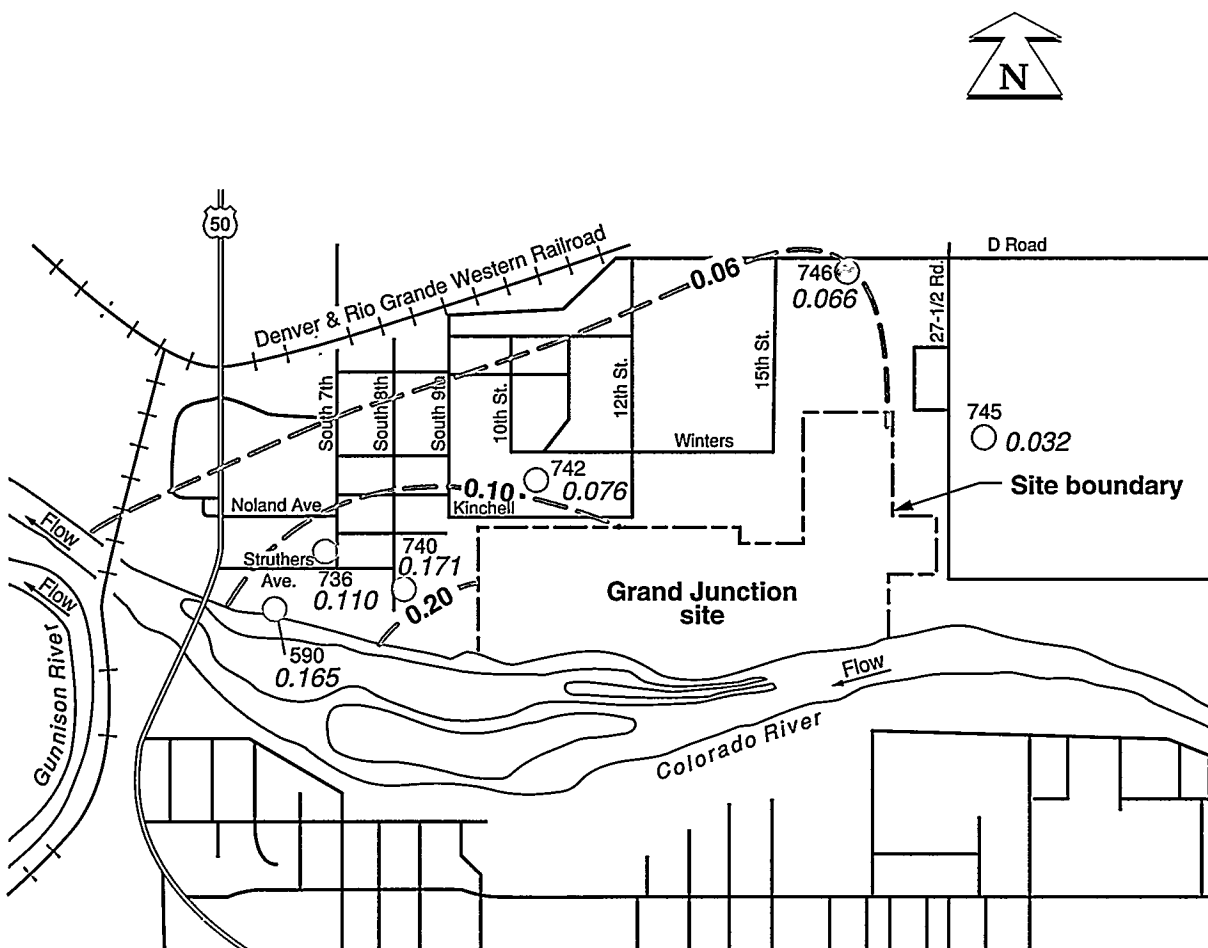 N
50
Denver & Rio Grande Western Railroad
D Road
0.06
746
0.066
27-1/2 Rd.
South 7th
South 8th
South 9th
10th St.
12th St.
15th St.
745
0.032
Winters
742
0.076
0.10
Site boundary
Noland Ave.
Kinchell
Flow
Flow
Struthers
Ave.
740
0.171
736
0.110
0.20
Grand Junction
site
590
0.165
Flow
Gunnison River
Colorado River